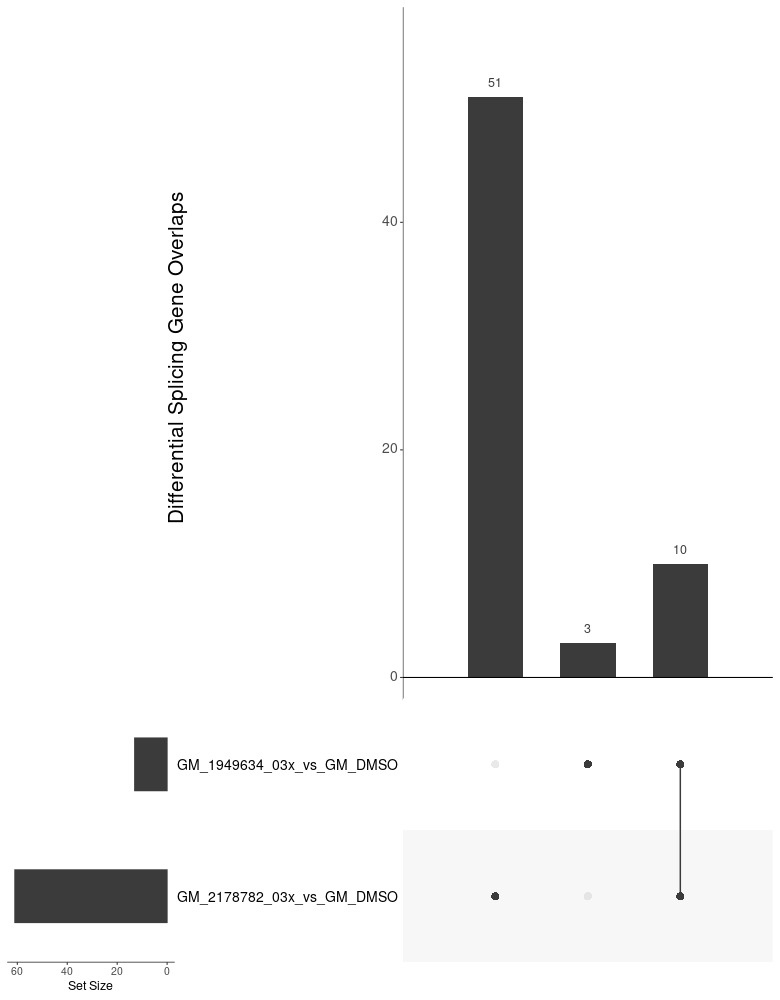 51
40
Differential Splicing Gene Overlaps
20
10
3
0
GM_1949634_03x_vs_GM_DMSO
GM_2178782_03x_vs_GM_DMSO
60 40 20 0
Set Size